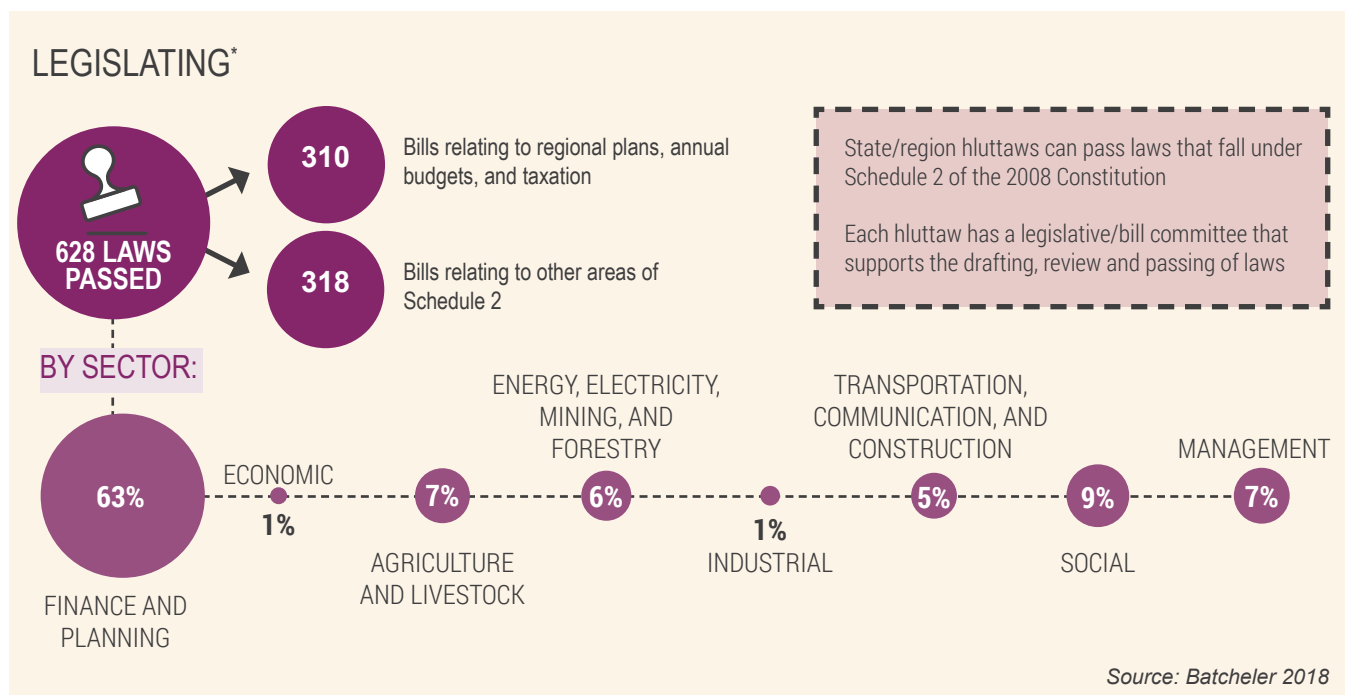 LEGISLATING*
628 LAWS
PASSED
310
Bills relating to regional plans, annual
budgets, and taxation
318
Bills relating to other areas of
Schedule 2
State/region hluttaws can pass laws that fall under
Schedule 2 of the 2008 Constitution
Each hluttaw has a legislative/bill committee that
supports the drafting, review and passing of laws
BY SECTOR:
63%
FINANCE AND
PLANNING
ECONOMIC
1%
7%
AGRICULTURE
AND LIVESTOCK
ENERGY, ELECTRICITY,
MINING, AND
FORESTRY
6%
1%
INDUSTRIAL
TRANSPORTATION,
COMMUNICATION, AND
CONSTRUCTION
5%
9%
SOCIAL
MANAGEMENT
7%
Source: Batcheler 2018